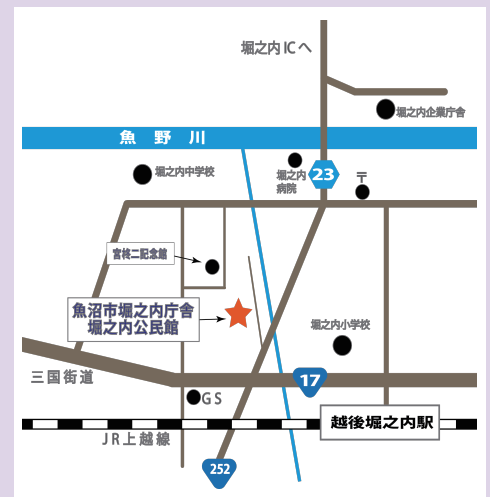 堀之内 IC へ
堀之内企業庁舎
魚野川
堀之内中学校
堀之内
病院
23
〒
宮柊二記念館
魚沼市堀之内庁舎
堀之内公民館
堀之内小学校
三国街道
17
GS
越後堀之内駅
JR上越線
252